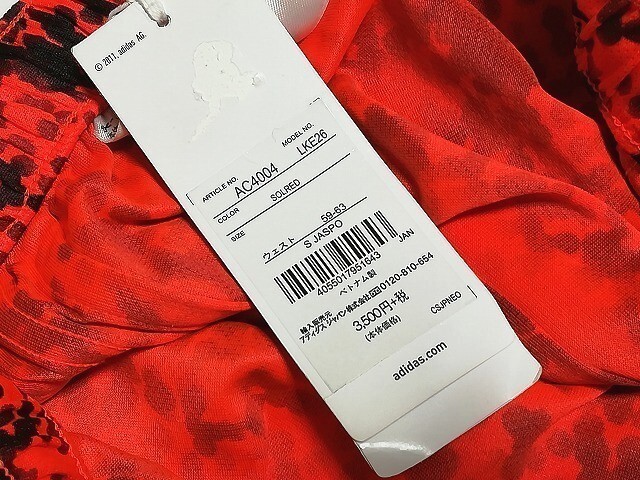 © 2011, adidas AG.
ARTICLE NO.
MODEL NO.
AC4004
LKE26
COLOR
SOLRED
SIZE
ウェスト 59-63
S JASPO
4055017951643
JAN
ベトナム製
輸入販売元
アディダス ジャパン株式会社 0120-810-654
3,500円+税
(本体価格)
CSJPNEO
adidas.com